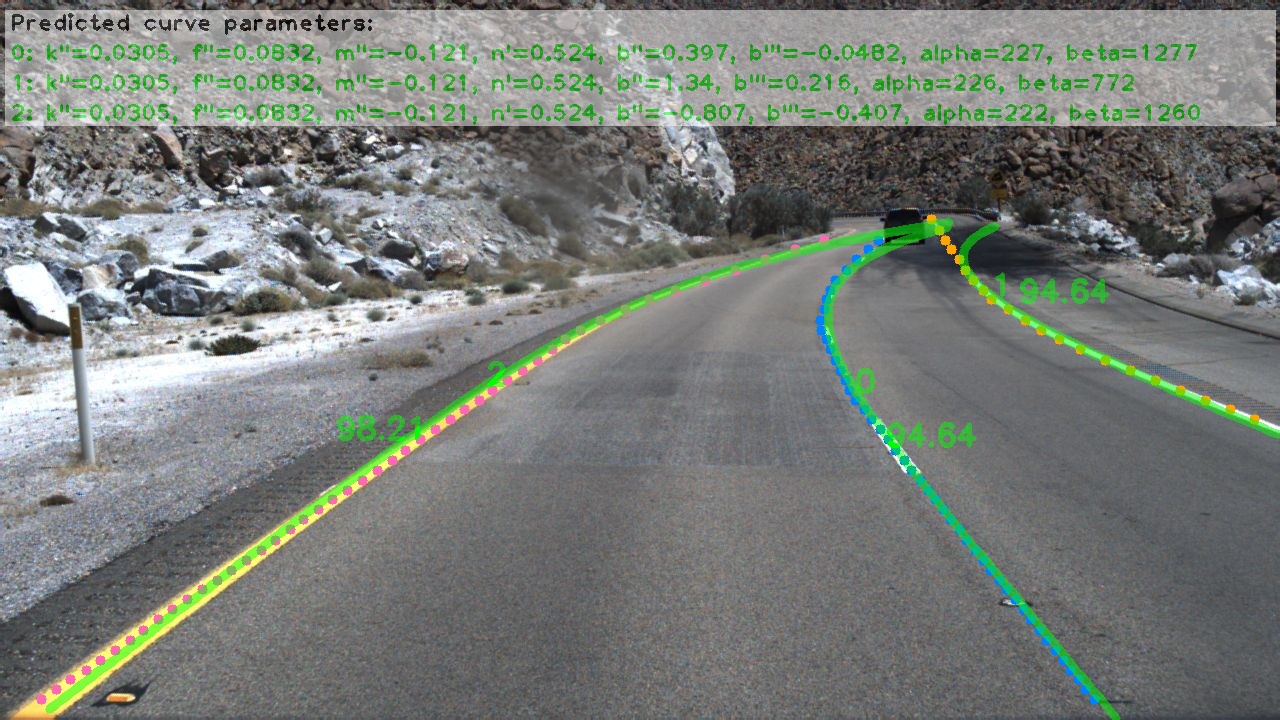 Predicted curve parameters:
0: k''=0.0305, f''=0.0832, m''=-0.121, n'=0.524, b''=0.397, b'''=-0.0482, alpha=227, beta=1277
1: k''=0.0305, f''=0.0832, m''=-0.121, n'=0.524, b''=1.34, b'''=0.216, alpha=226, beta=772
2: k''=0.0305, f''=0.0832, m''=-0.121, n'=0.524, b''=-0.807, b'''=-0.407, alpha=222, beta=1260
1 94.64
2
0
98.21
94.64